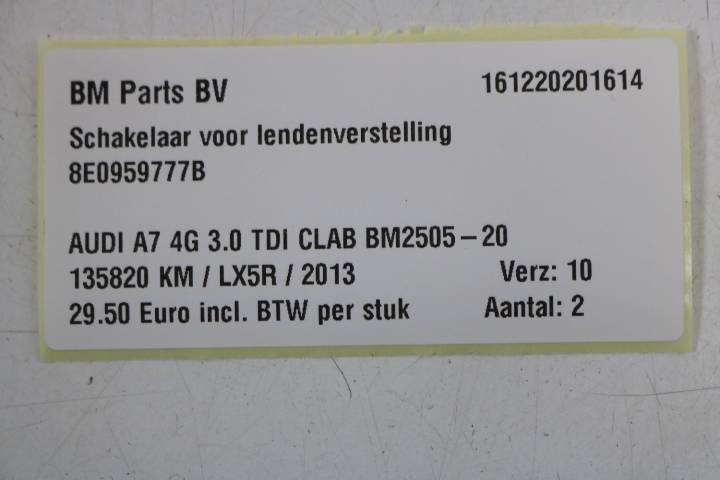 BM Parts BV 161220201614
Schakelaar voor lendenverstelling
8E0959777B
AUDI A7 4G 3.0 TDI CLAB BM2505-20
135820 KM / LX5R / 2013 Verz: 10
29.50 Euro incl. BTW per stuk Aantal: 2